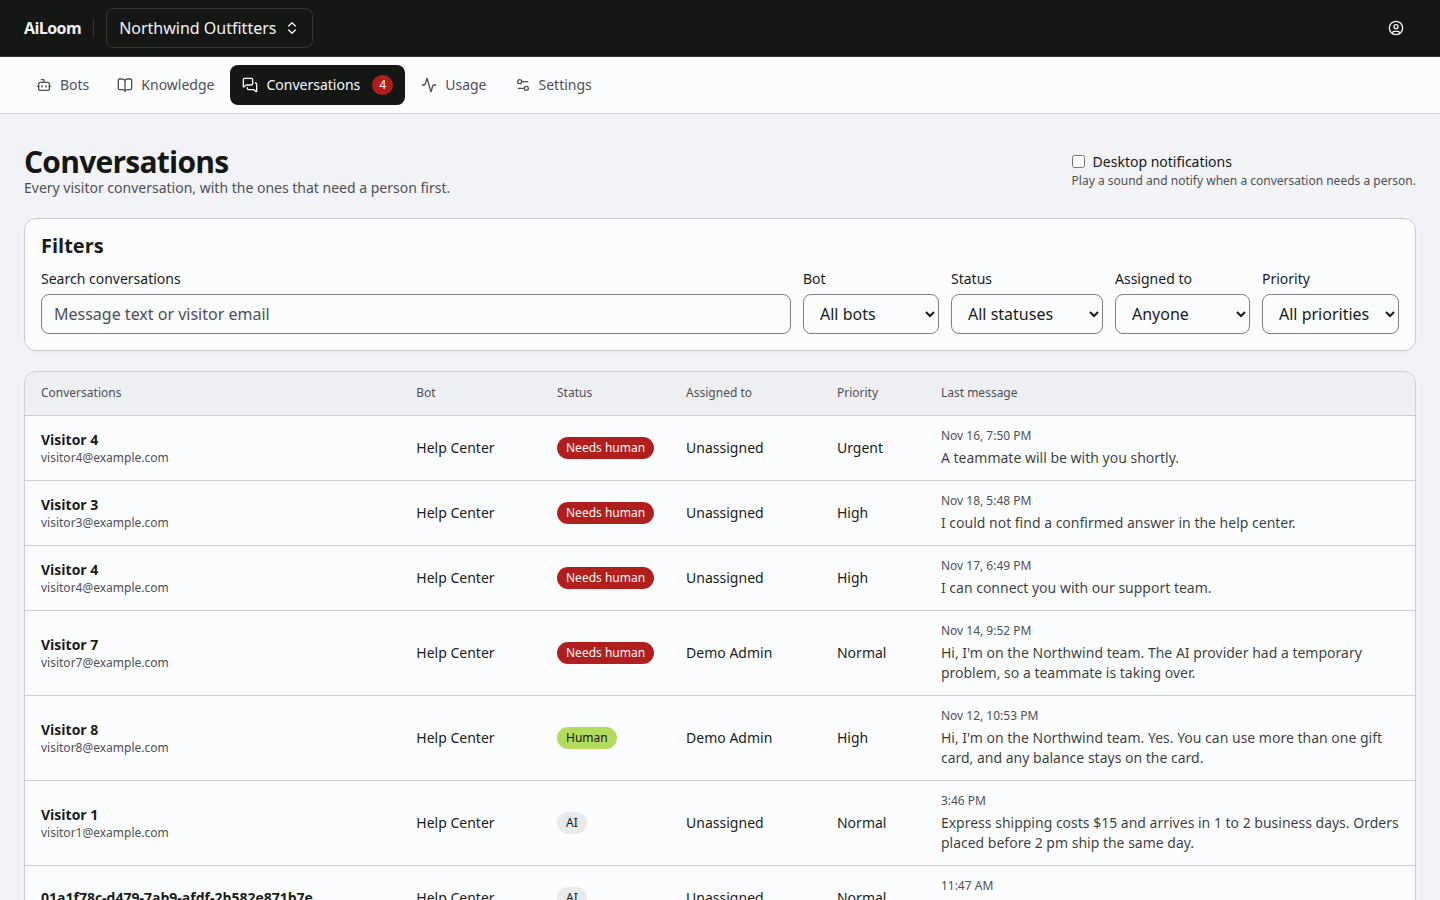 AiLoom
Northwind Outfitters
Bots
Knowledge
Conversations
4
Usage
Settings
Conversations
Every visitor conversation, with the ones that need a person first.
Desktop notifications
Play a sound and notify when a conversation needs a person.
Filters
Search conversations
Bot
Status
Assigned to
Priority
Message text or visitor email
All bots
All statuses
Anyone
All priorities
Conversations
Bot
Status
Assigned to
Priority
Last message
Visitor 4
visitor4@example.com
Help Center
Needs human
Unassigned
Urgent
Nov 16, 7:50 PM
A teammate will be with you shortly.
Visitor 3
visitor3@example.com
Help Center
Needs human
Unassigned
High
Nov 18, 5:48 PM
I could not find a confirmed answer in the help center.
Visitor 4
visitor4@example.com
Help Center
Needs human
Unassigned
High
Nov 17, 6:49 PM
I can connect you with our support team.
Visitor 7
visitor7@example.com
Help Center
Needs human
Demo Admin
Normal
Nov 14, 9:52 PM
Hi, I'm on the Northwind team. The AI provider had a temporary
problem, so a teammate is taking over.
Visitor 8
visitor8@example.com
Help Center
Human
Demo Admin
High
Nov 12, 10:53 PM
Hi, I'm on the Northwind team. Yes. You can use more than one gift
card, and any balance stays on the card.
Visitor 1
visitor1@example.com
Help Center
AI
Unassigned
Normal
3:46 PM
Express shipping costs $15 and arrives in 1 to 2 business days. Orders
placed before 2 pm ship the same day.
01a1f78c-d479-7ab9-afdf-2b582e871b7e
Help Center
AI
Unassigned
Normal
11:47 AM